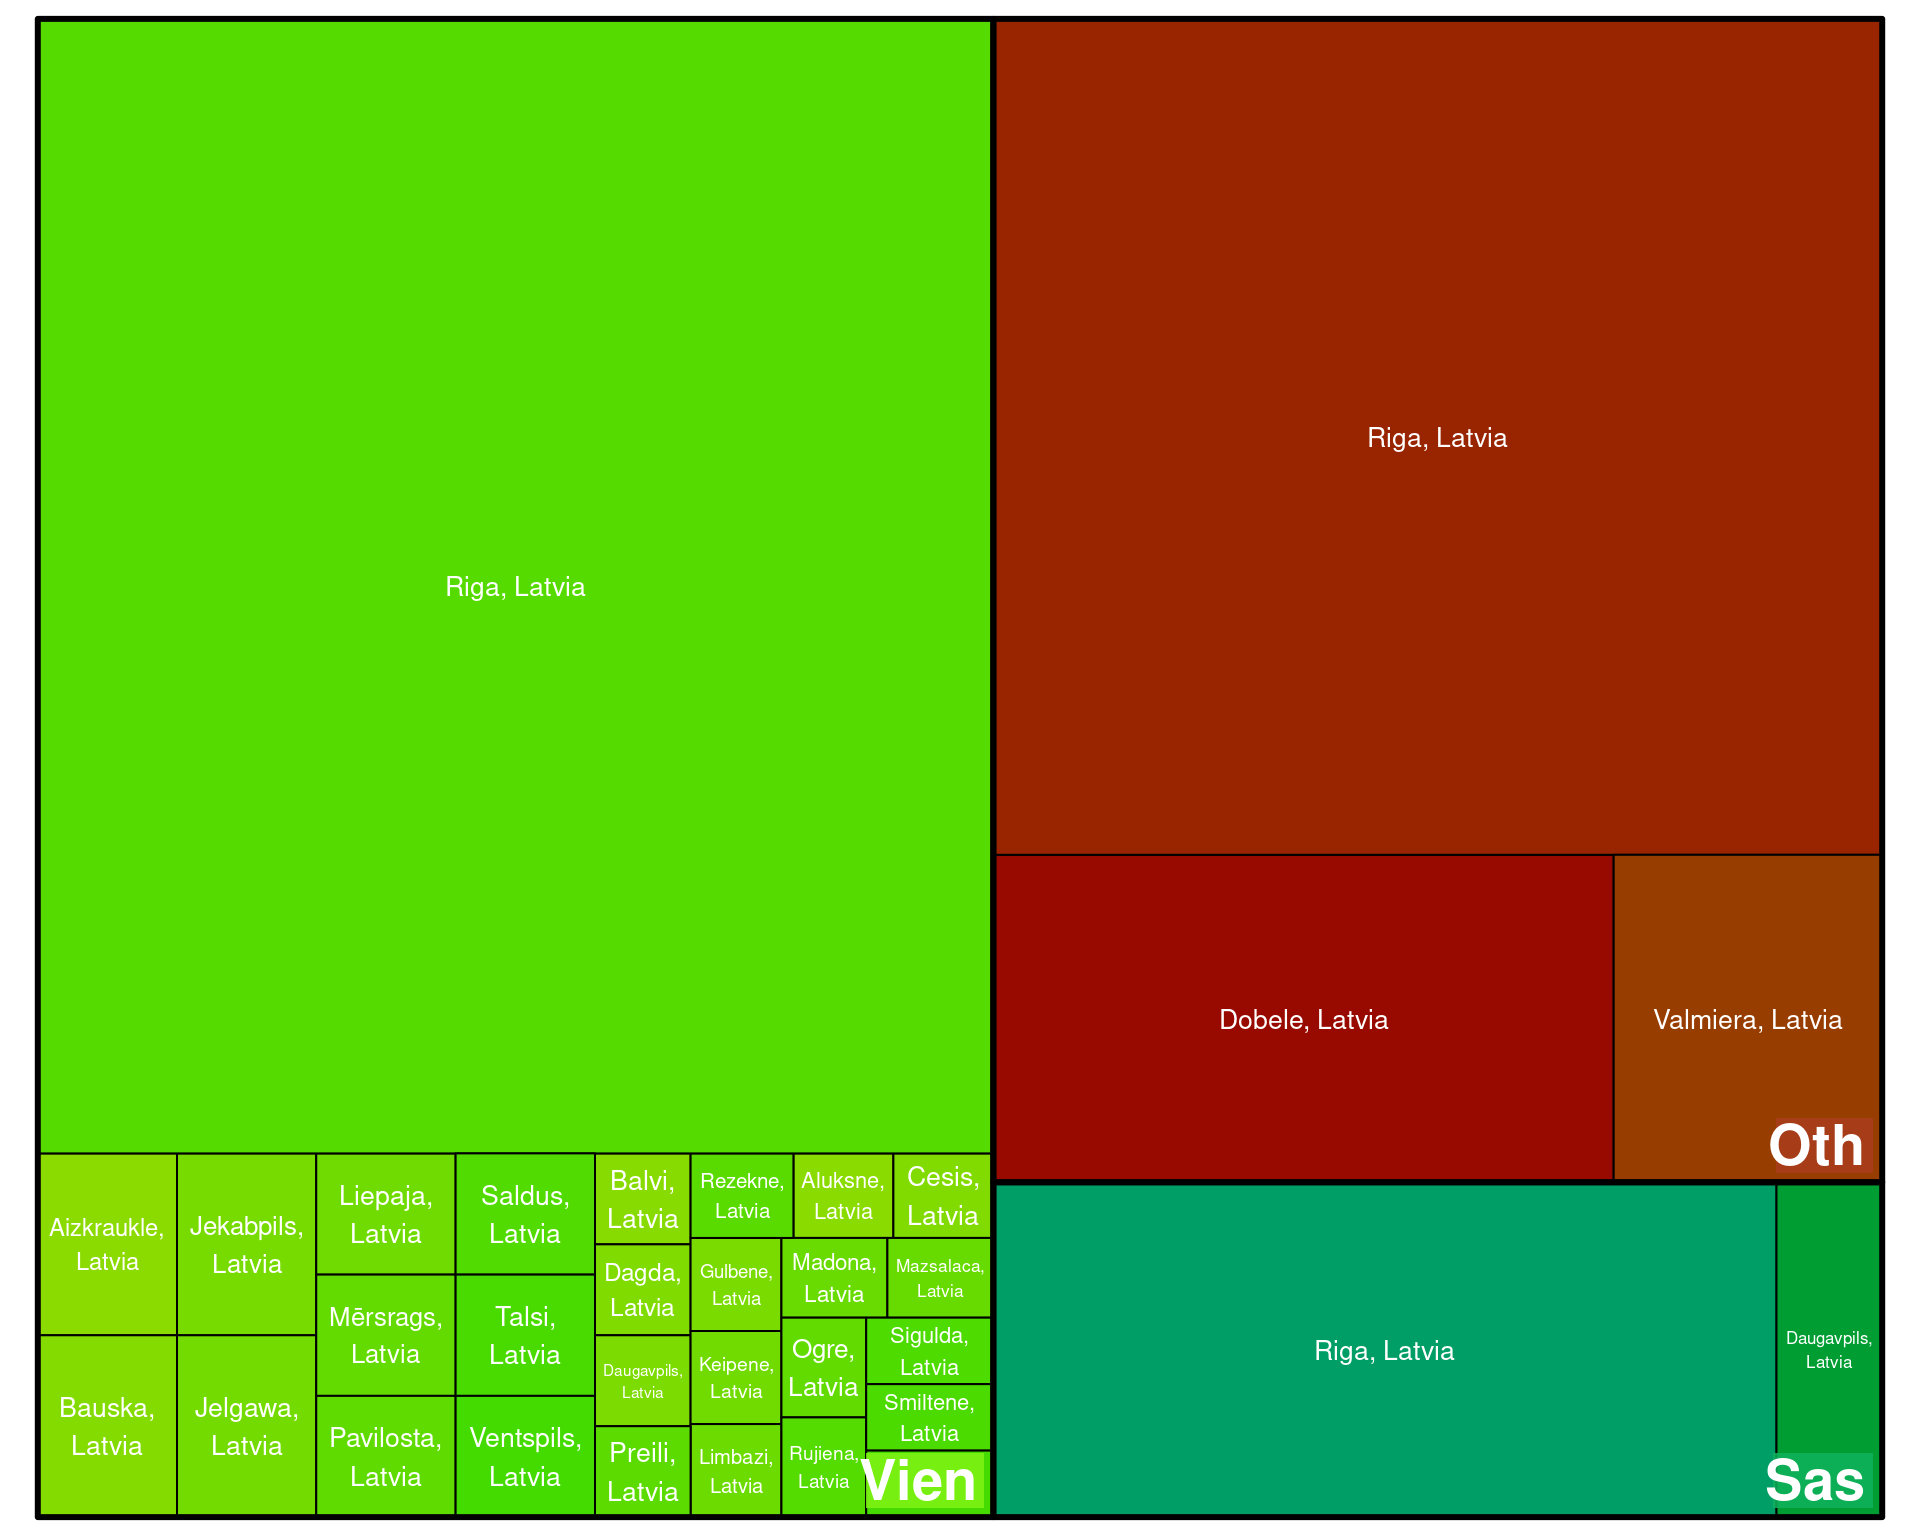 Riga, Latvia
Aizkraukle,
Latvia
Bauska,
Latvia
Jekabpils,
Latvia
Jelgawa,
Latvia
Liepaja,
Latvia
Mērsrags,
Latvia
Pavilosta,
Latvia
Saldus,
Latvia
Talsi,
Latvia
Ventspils,
Latvia
Balvi,
Latvia
Dagda,
Latvia
Daugavpils,
Latvia
Preili,
Latvia
Rezekne,
Latvia
Aluksne,
Latvia
Cesis,
Latvia
Gulbene,
Latvia
Keipene,
Latvia
Limbazi,
Latvia
Madona,
Latvia
Mazsalaca,
Latvia
Ogre,
Latvia
Rujiena,
Latvia
Sigulda,
Latvia
Smiltene,
Latvia
Vien
Riga, Latvia
Dobele, Latvia
Valmiera, Latvia
Oth
Riga, Latvia
Daugavpils,
Latvia
Sas